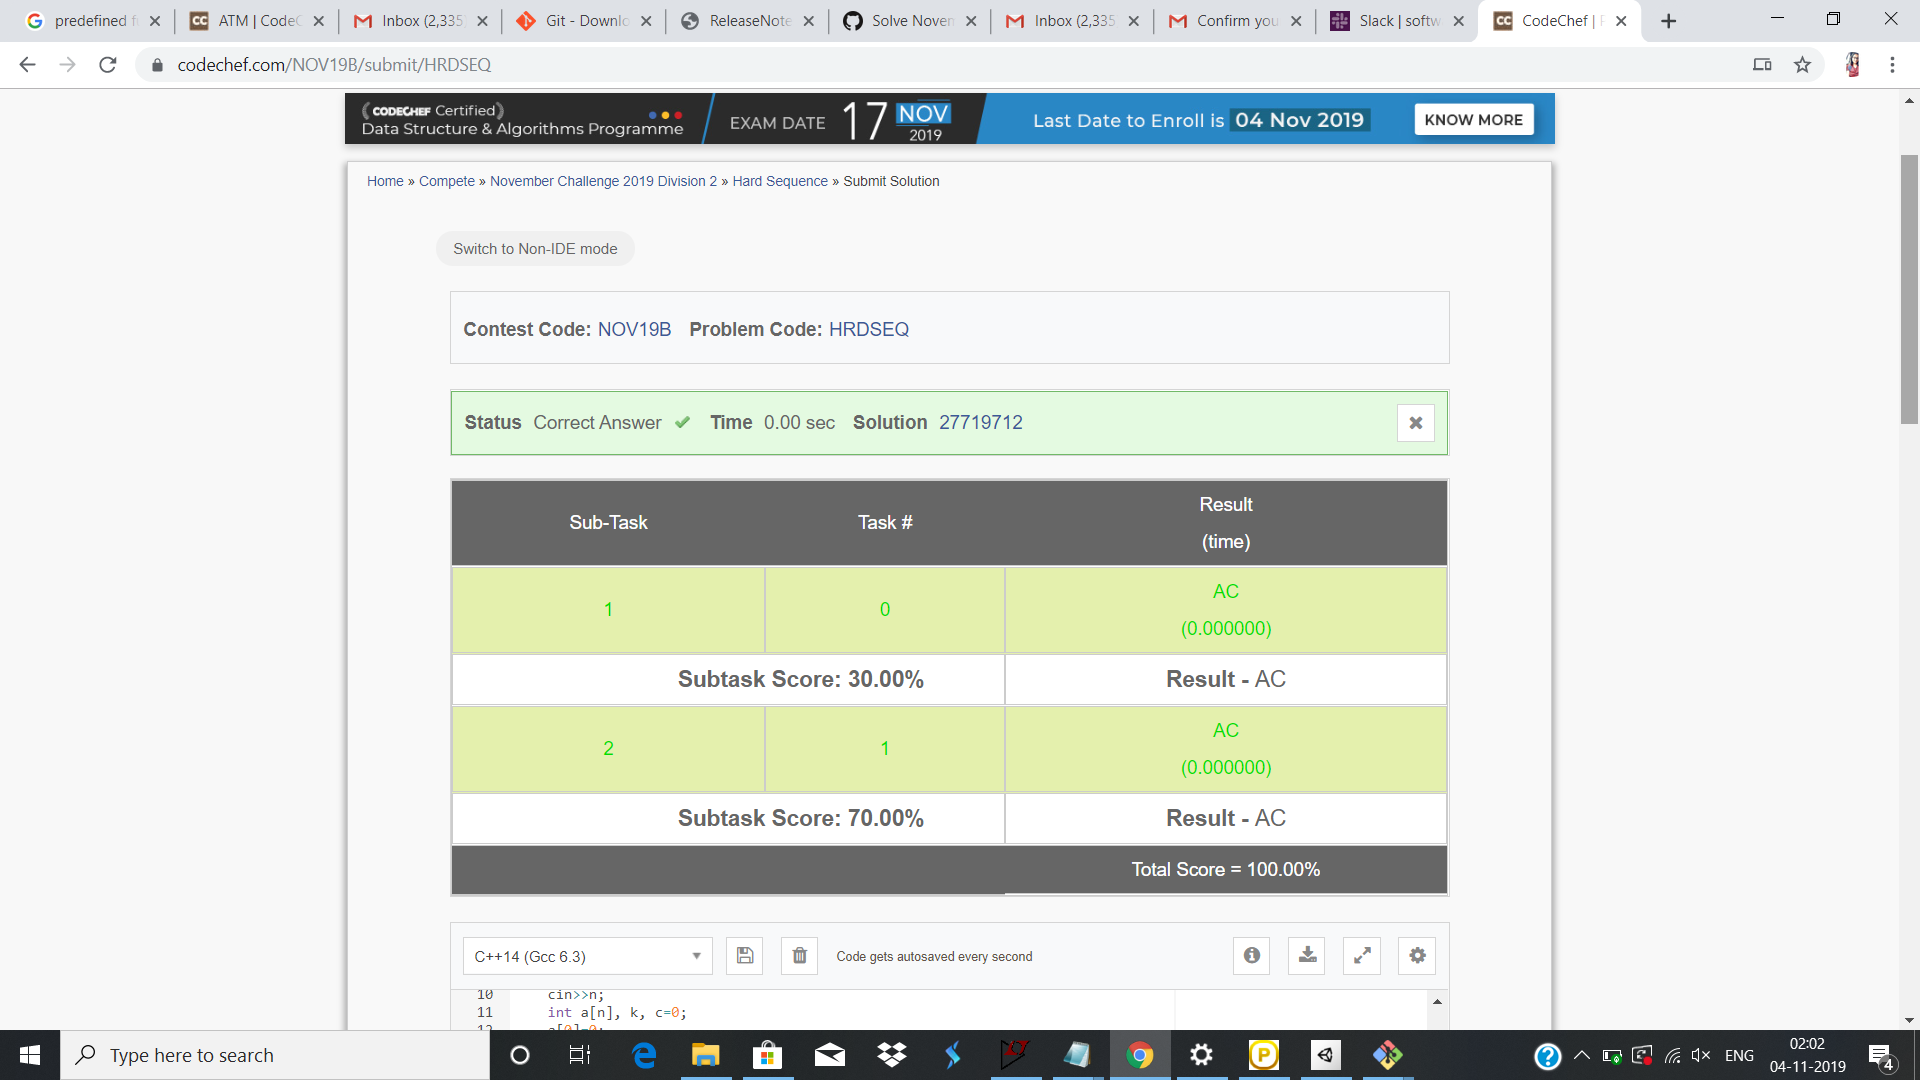 predefined f
ATM | CodeC
Inbox (2,335
Git - Downlo
ReleaseNote
Solve Novem
Inbox (2,335
Confirm you
Slack | softw
CodeChef |
codechef.com/NOV19B/submit/HRDSEQ
CODECHEF Certified
Data Structure & Algorithms Programme
EXAM DATE 17 NOV 2019
Last Date to Enroll is 04 Nov 2019
KNOW MORE
Home » Compete » November Challenge 2019 Division 2 » Hard Sequence » Submit Solution
Switch to Non-IDE mode
Contest Code: NOV19B Problem Code: HRDSEQ
Status Correct Answer ✔ Time 0.00 sec Solution 27719712
Sub-Task Task # Result
(time)
1 0 AC
(0.000000)
Subtask Score: 30.00% Result - AC
2 1 AC
(0.000000)
Subtask Score: 70.00% Result - AC
Total Score = 100.00%
C++14 (Gcc 6.3)
Code gets autosaved every second
10 cin>>n;
11 int a[n], k, c=0;
12 a[0]=0;
Type here to search
ENG
02:02
04-11-2019
4